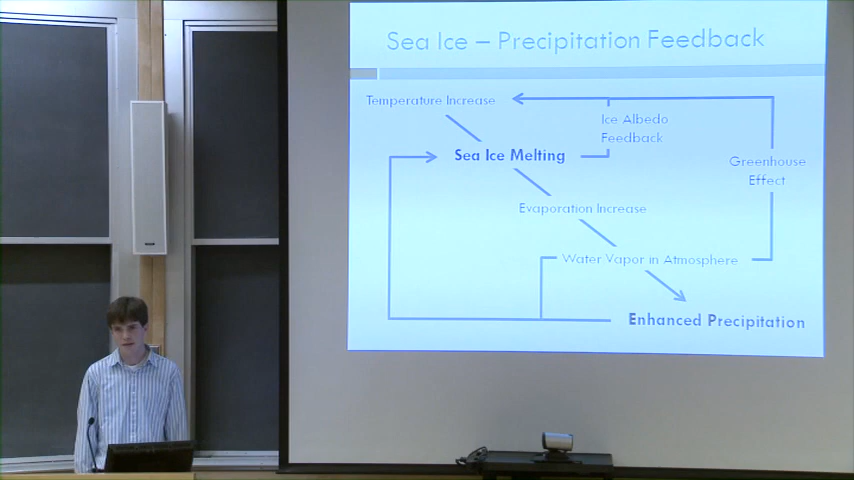 Sea Ice – Precipitation Feedback
Temperature Increase
Ice Albedo
Feedback
Sea Ice Melting
Greenhouse
Effect
Evaporation Increase
Water Vapor in Atmosphere
Enhanced Precipitation